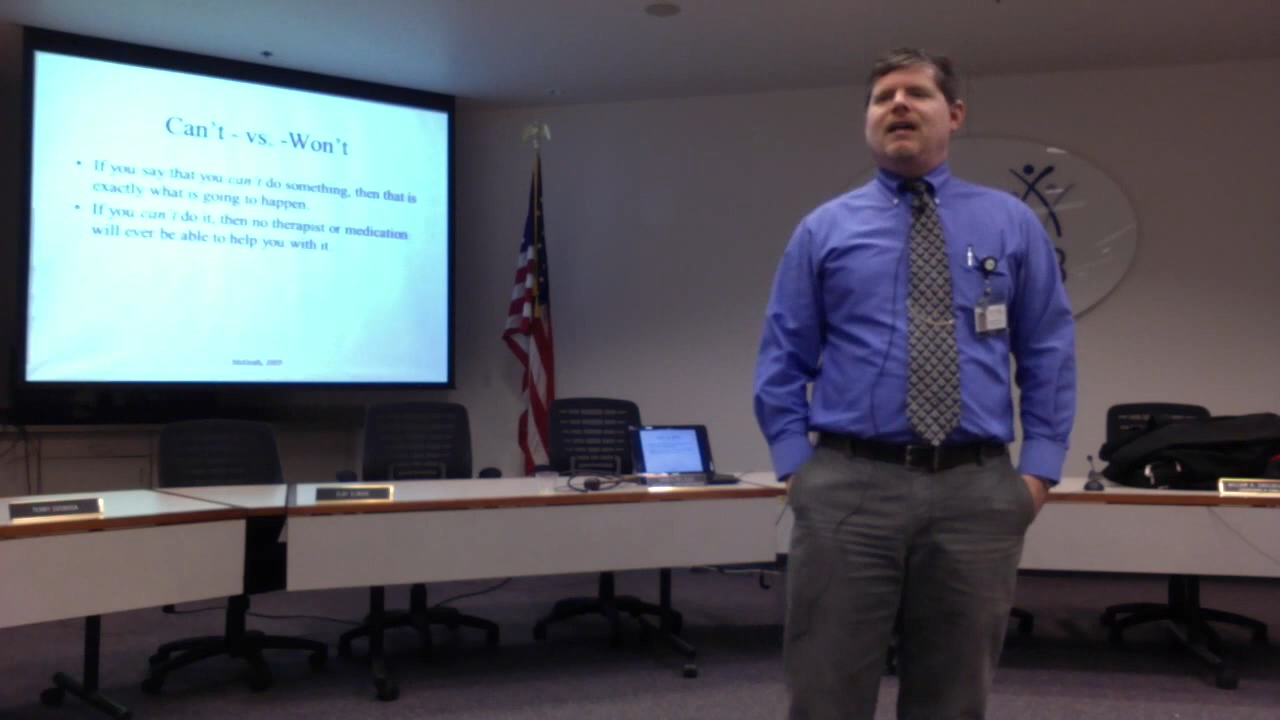 Can't - vs. -Won't
• If you say that you can't do something, then that is
exactly what is going to happen.
• If you can't do it, then no therapist or medication
will ever be able to help you with it